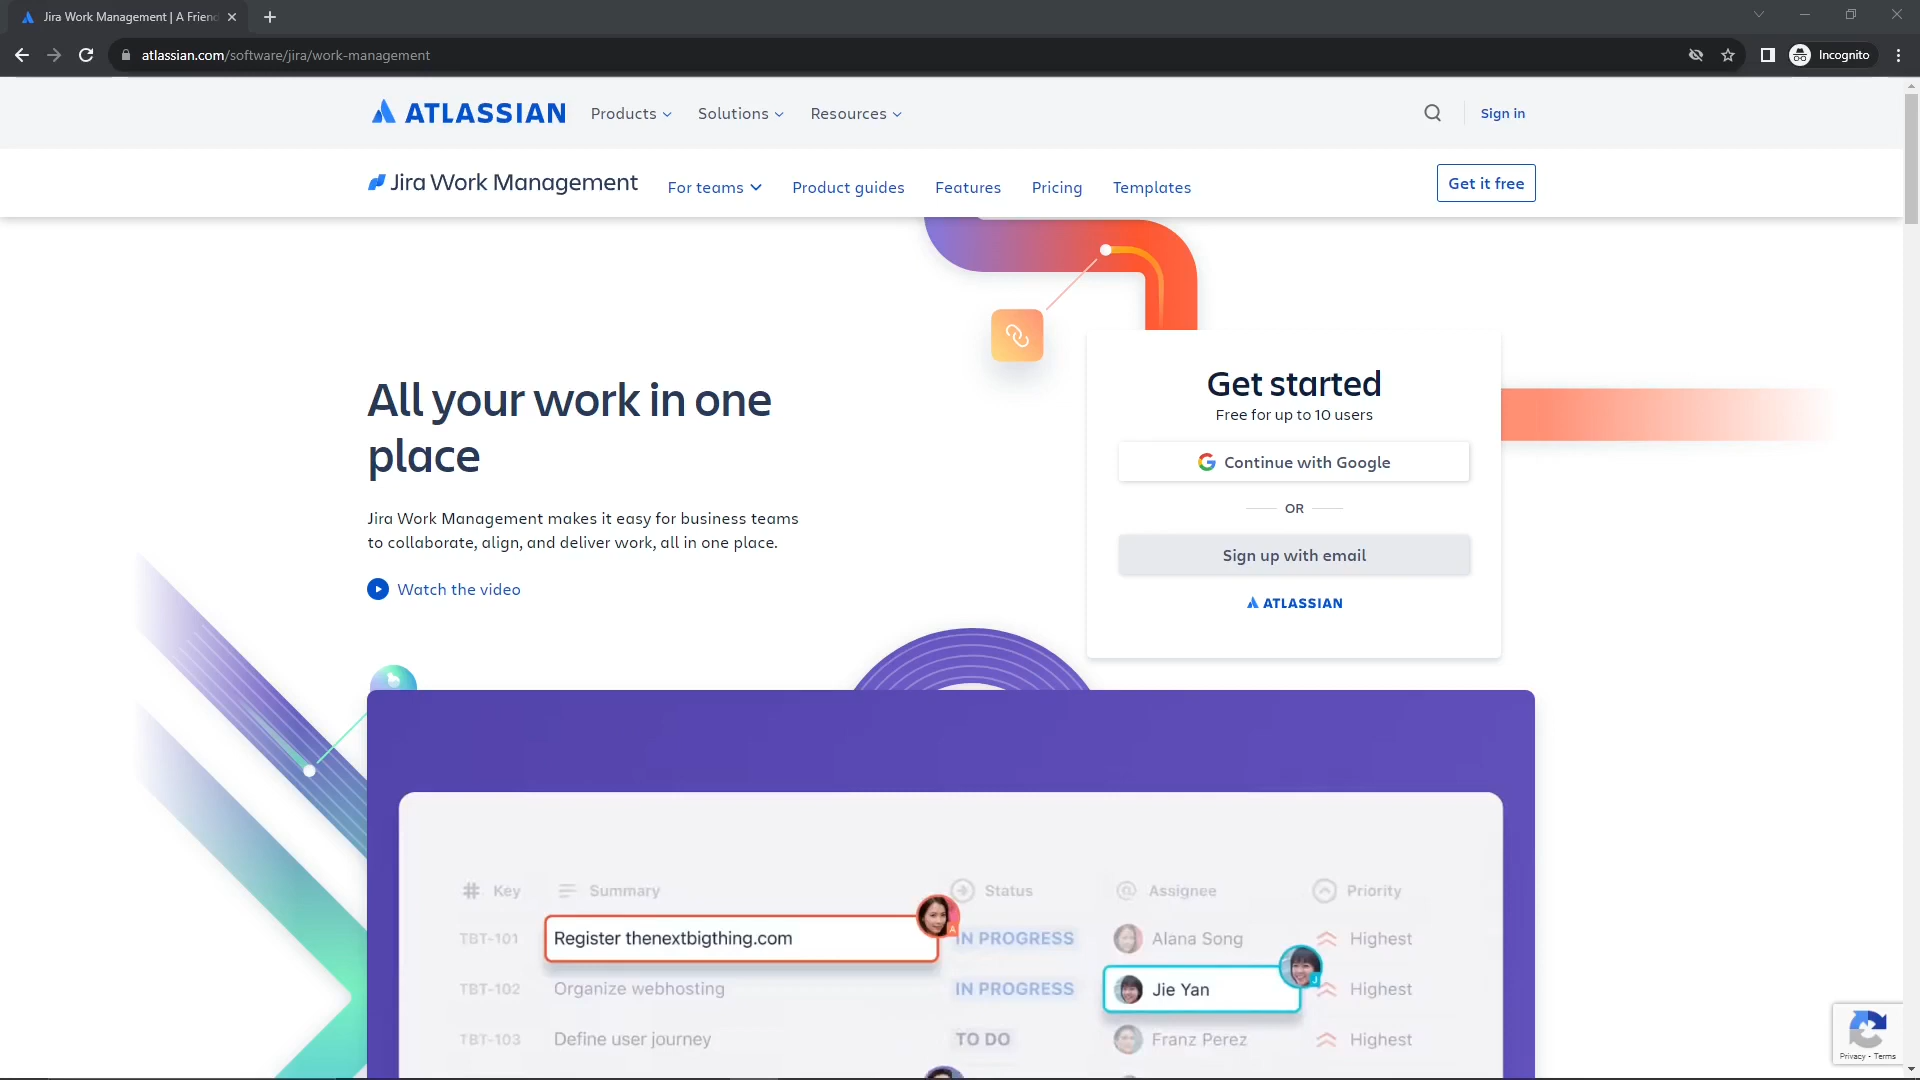 Jira Work Management | A Friend
atlassian.com/software/jira/work-management
Incognito
ATLASSIAN
Products
Solutions
Resources
Sign in
Jira Work Management
For teams
Product guides
Features
Pricing
Templates
Get it free
All your work in one
place
Jira Work Management makes it easy for business teams
to collaborate, align, and deliver work, all in one place.
Watch the video
Get started
Free for up to 10 users
Continue with Google
OR
Sign up with email
ATLASSIAN
# Key
Summary
Status
@ Assignee
Priority
TBT-101
Register thenextbigthing.com
A
IN PROGRESS
Alana Song
Highest
TBT-102
Organize webhosting
IN PROGRESS
Jie Yan
J
Highest
TBT-103
Define user journey
TO DO
Franz Perez
Highest
Privacy - Terms